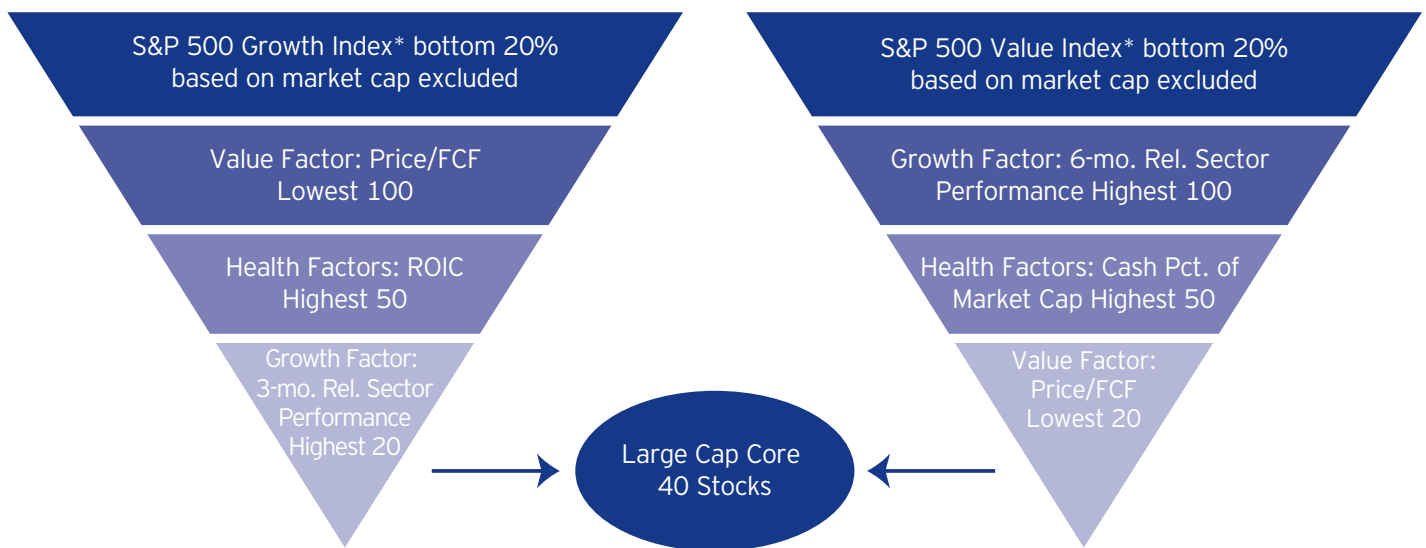 S&P 500 Growth Index* bottom 20%
based on market cap excluded
Value Factor: Price/FCF
Lowest 100
Health Factors: ROIC
Highest 50
Growth Factor:
3-mo. Rel. Sector
Performance
Highest 20
S&P 500 Value Index* bottom 20%
based on market cap excluded
Growth Factor: 6-mo. Rel. Sector
Performance Highest 100
Health Factors: Cash Pct. of
Market Cap Highest 50
Value Factor:
Price/FCF
Lowest 20
Large Cap Core
40 Stocks